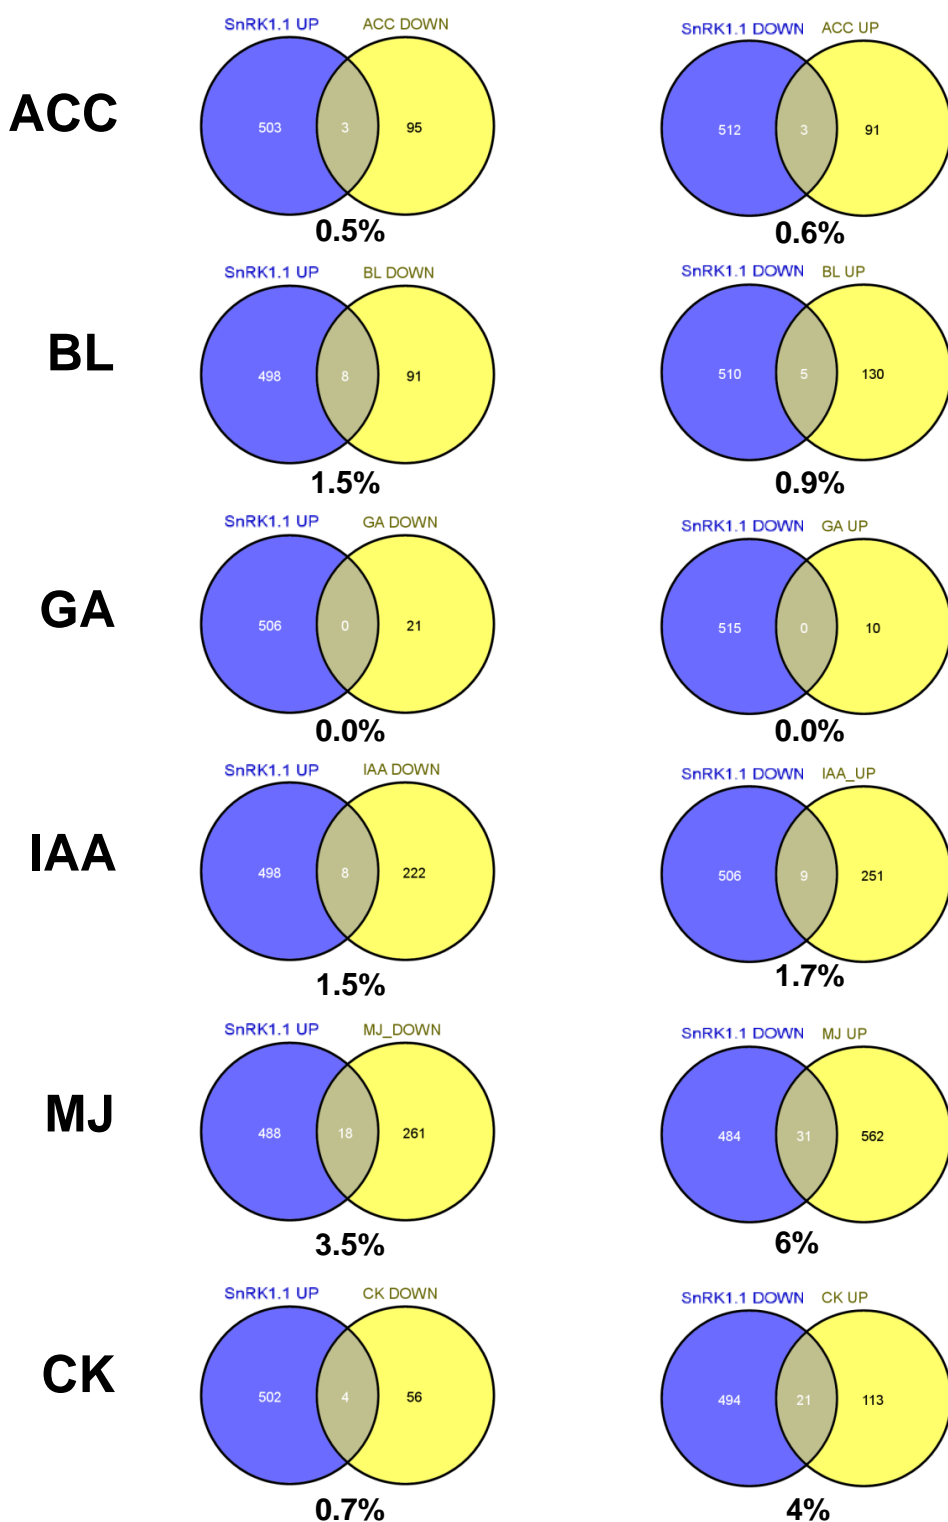 SnRK1.1 UP ACC DOWN SnRK1.1 DOWN ACC UP
ACC
503 3 95 512 3 91
0.5% 0.6%
SnRK1.1 UP BL DOWN SnRK1.1 DOWN BL UP
BL
498 8 91 510 5 130
1.5% 0.9%
SnRK1.1 UP GA DOWN SnRK1.1 DOWN GA UP
GA
506 0 21 515 0 10
0.0% 0.0%
SnRK1.1 UP IAA DOWN SnRK1.1 DOWN IAA_UP
IAA
498 8 222 506 9 251
1.5% 1.7%
SnRK1.1 UP MJ_DOWN SnRK1.1 DOWN MJ UP
MJ
488 18 261 484 31 562
3.5% 6%
SnRK1.1 UP CK DOWN SnRK1.1 DOWN CK UP
CK
502 4 56 494 21 113
0.7% 4%